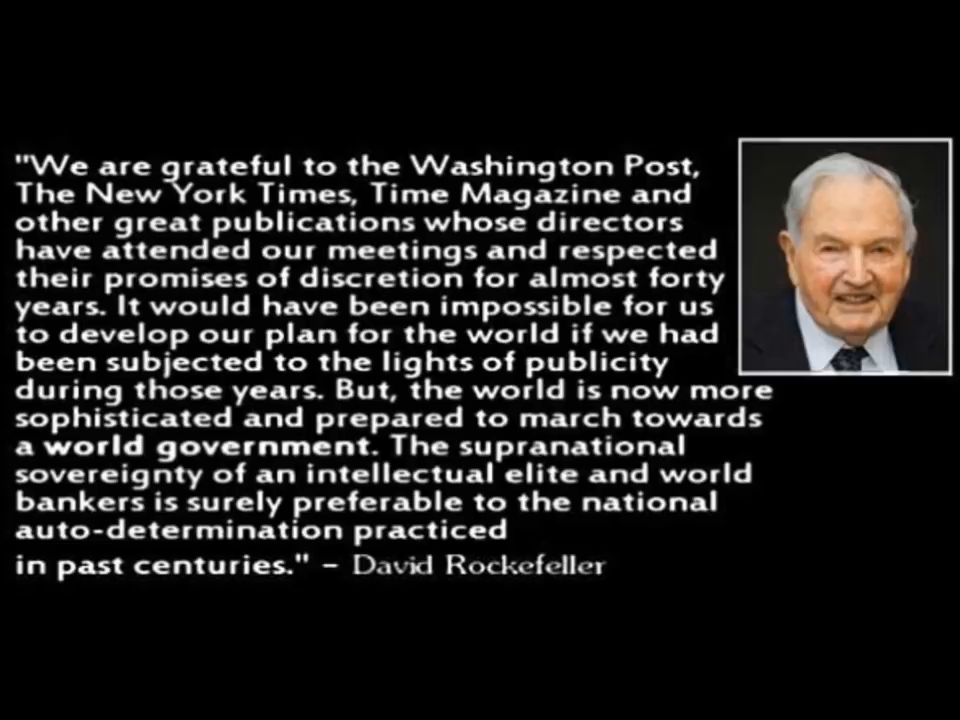 "We are grateful to the Washington Post,
The New York Times, Time Magazine and
other great publications whose directors
have attended our meetings and respected
their promises of discretion for almost forty
years. It would have been impossible for us
to develop our plan for the world if we had
been subjected to the lights of publicity
during those years. But, the world is now more
sophisticated and prepared to march towards
a world government. The supranational
sovereignty of an intellectual elite and world
bankers is surely preferable to the national
auto-determination practiced
in past centuries." – David Rockefeller